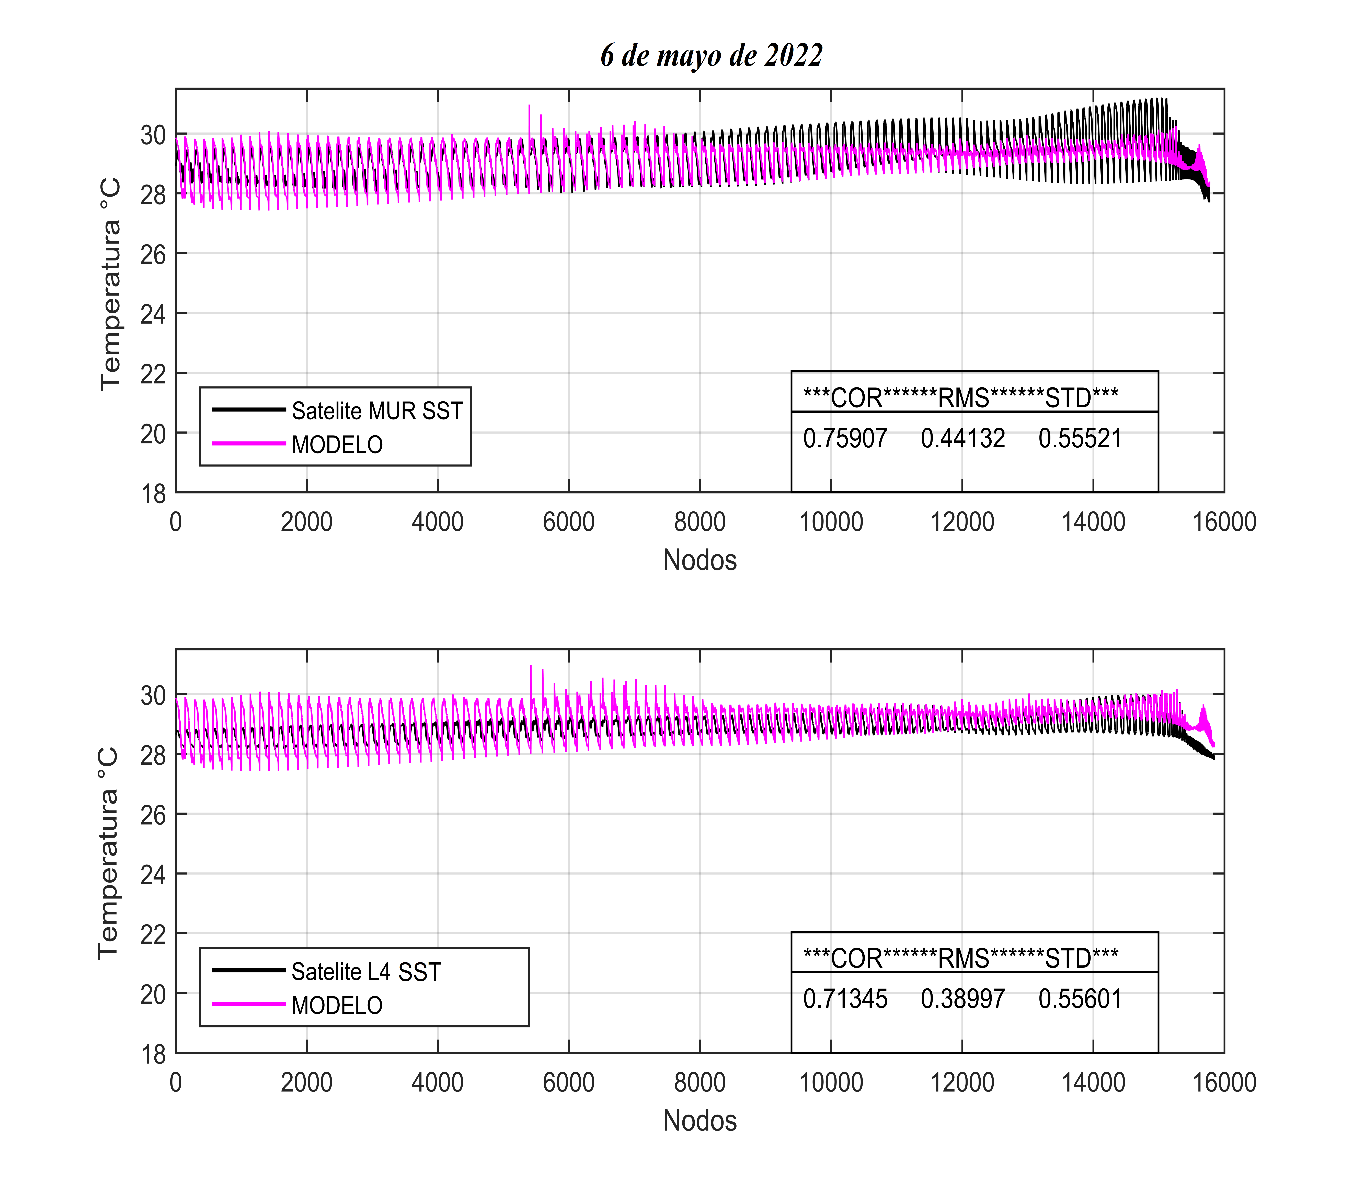 6 de mayo de 2022
30
28
26
24
22
20
18
Temperatura °C
Satelite MUR SST
MODELO
***COR******RMS******STD***
0.75907 0.44132 0.55521
0 2000 4000 6000 8000 10000 12000 14000 16000
Nodos
30
28
26
24
22
20
18
Temperatura °C
Satelite L4 SST
MODELO
***COR******RMS******STD***
0.71345 0.38997 0.55601
0 2000 4000 6000 8000 10000 12000 14000 16000
Nodos